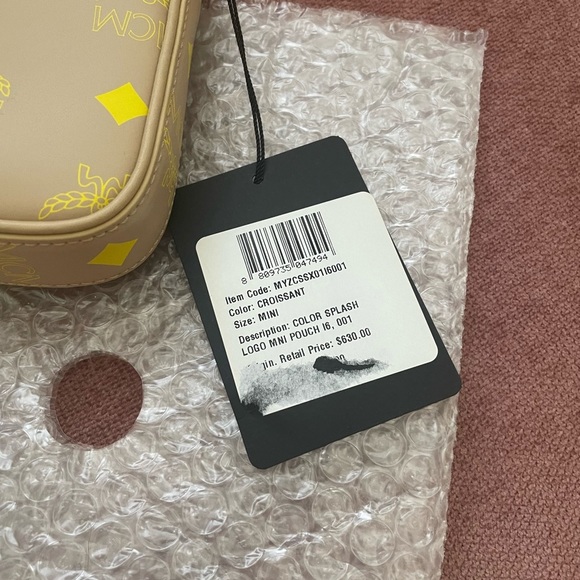 MCM
8 809735 047494
Item Code: MYZCSSX01I6001
Color: CROISSANT
Size: MINI
Description: COLOR SPLASH
LOGO MNI POUCH I6, 001
Retail Price: $630.00